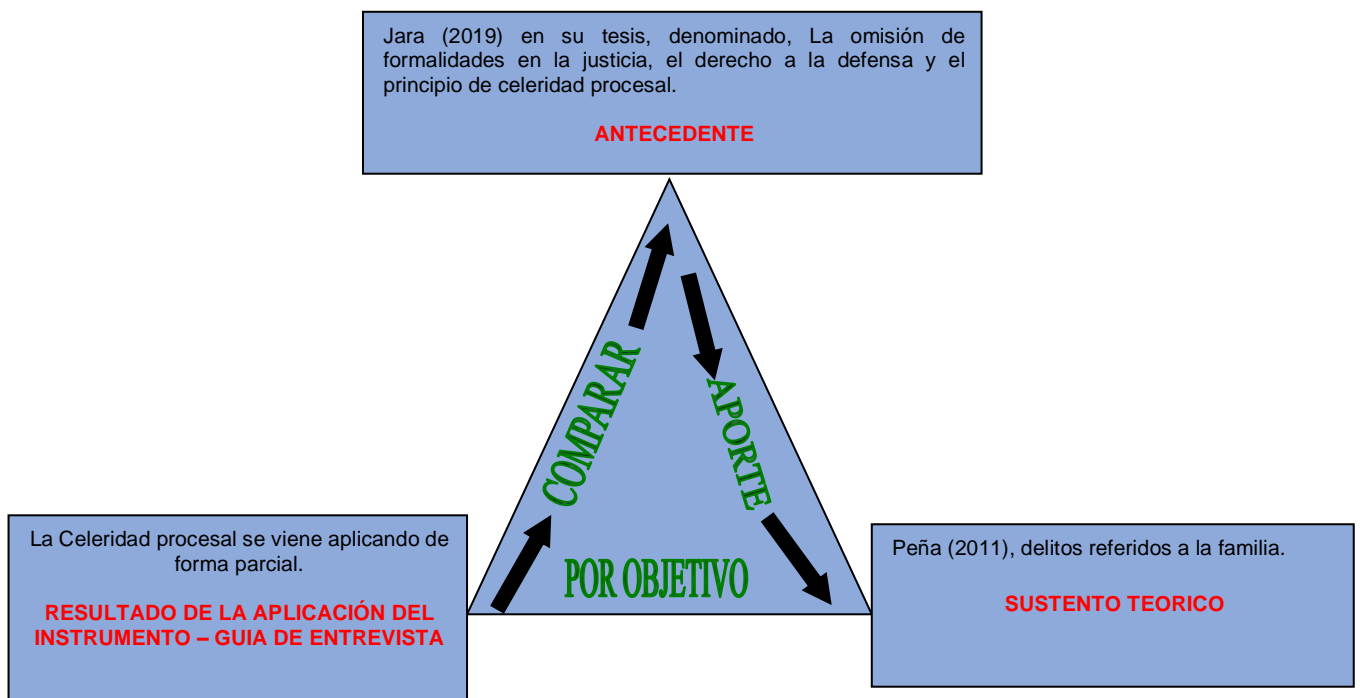 Jara (2019) en su tesis, denominado, La omisión de
formalidades en la justicia, el derecho a la defensa y el
principio de celeridad procesal.
ANTECEDENTE
COMPARAR
APORTE
POR OBJETIVO
La Celeridad procesal se viene aplicando de
forma parcial.
RESULTADO DE LA APLICACIÓN DEL
INSTRUMENTO – GUIA DE ENTREVISTA
Peña (2011), delitos referidos a la familia.
SUSTENTO TEORICO